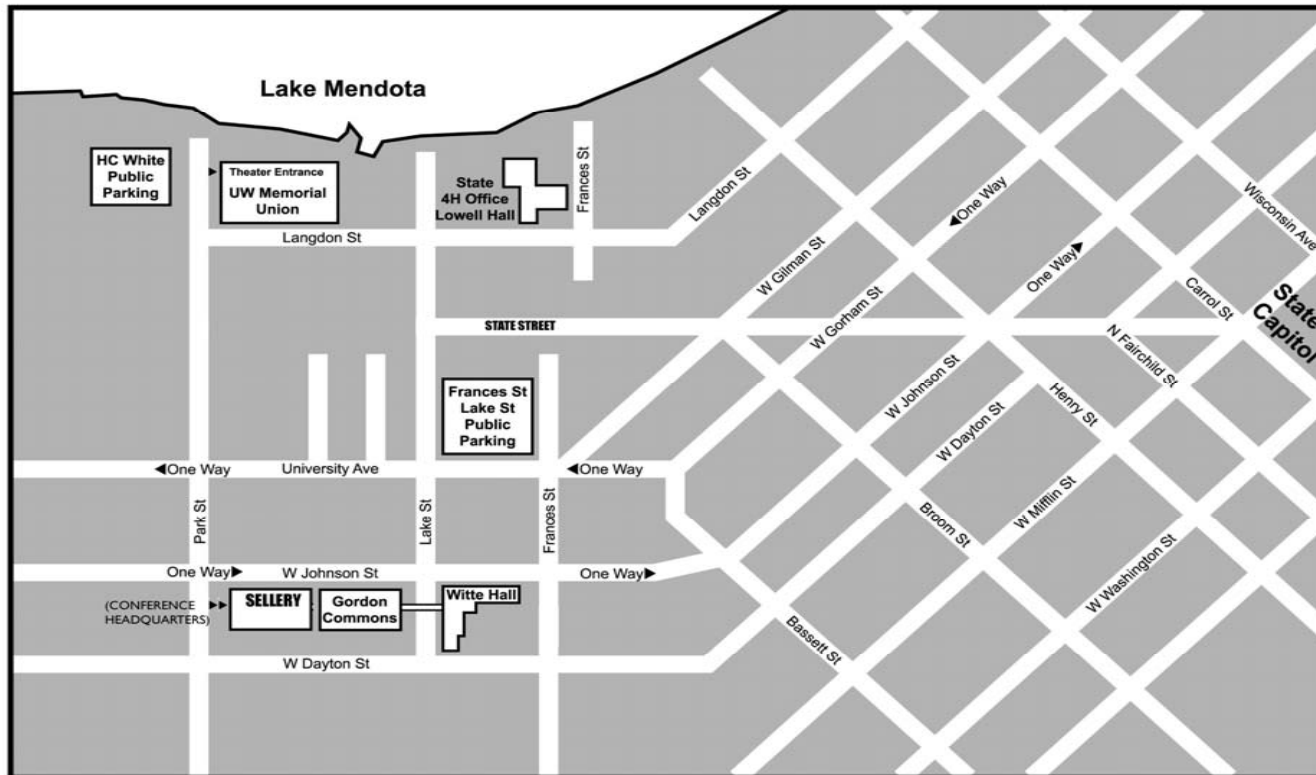 Lake Mendota
HC White
Public
Parking
Theater Entrance
UW Memorial
Union
State
4H Office
Lowell Hall
Frances St
Langdon St
Langdon St
One Way
Wisconsin Ave
W Gilman St
One Way
Carrol St
State
Capitol
W Gorham St
STATE STREET
N Fairchild St
W Johnson St
Henry St
Frances St
Lake St
Public
Parking
W Dayton St
One Way
University Ave
One Way
W Mifflin St
Park St
Lake St
Frances St
Broom St
W Washington St
One Way
W Johnson St
One Way
(CONFERENCE
HEADQUARTERS)
SELLERY
Gordon
Commons
Witte Hall
Bassett St
W Dayton St